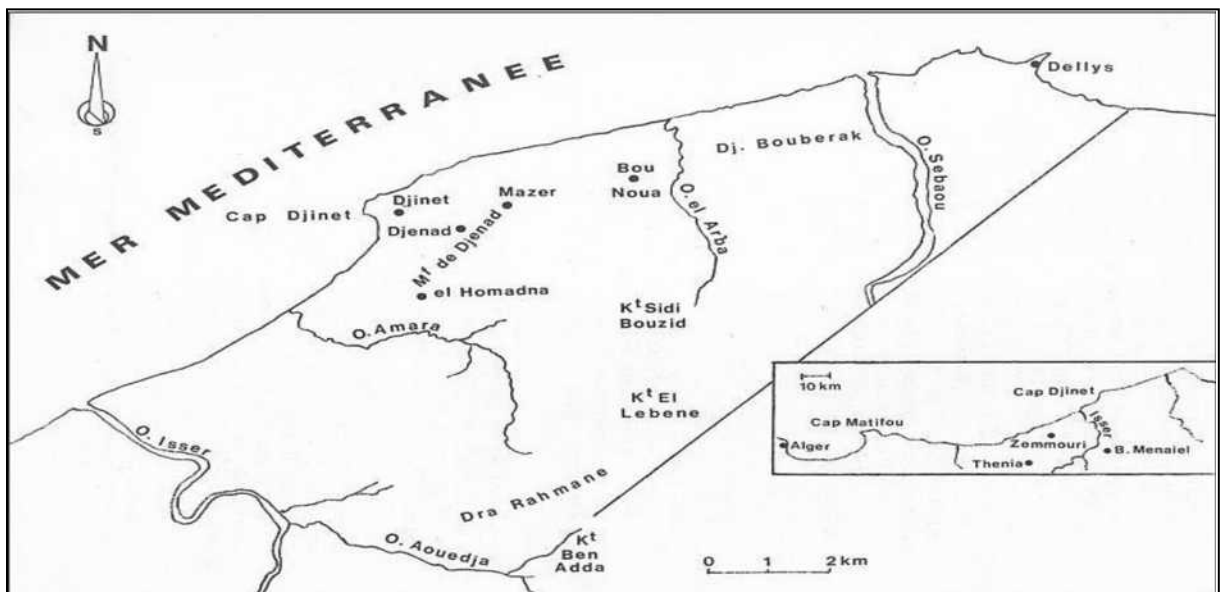 N
S
MER MEDITERRANEE
Dellys
Dj. Bouberak
O. Sebaou
Bou
Noua
O. el Arba
Mazer
Djinet
Cap Djinet
Djenad
Mᶠ de Djenad
el Homadna
O. Amara
Kᵗ Sidi
Bouzid
Kᵗ El
Lebene
O. Isser
Dra Rahmane
O. Aouedja
Kᵗ
Ben
Adda
0 1 2 km
10 km
Cap Djinet
Cap Matifou
Isser
Alger
Zemmouri
B. Menaiel
Thenia